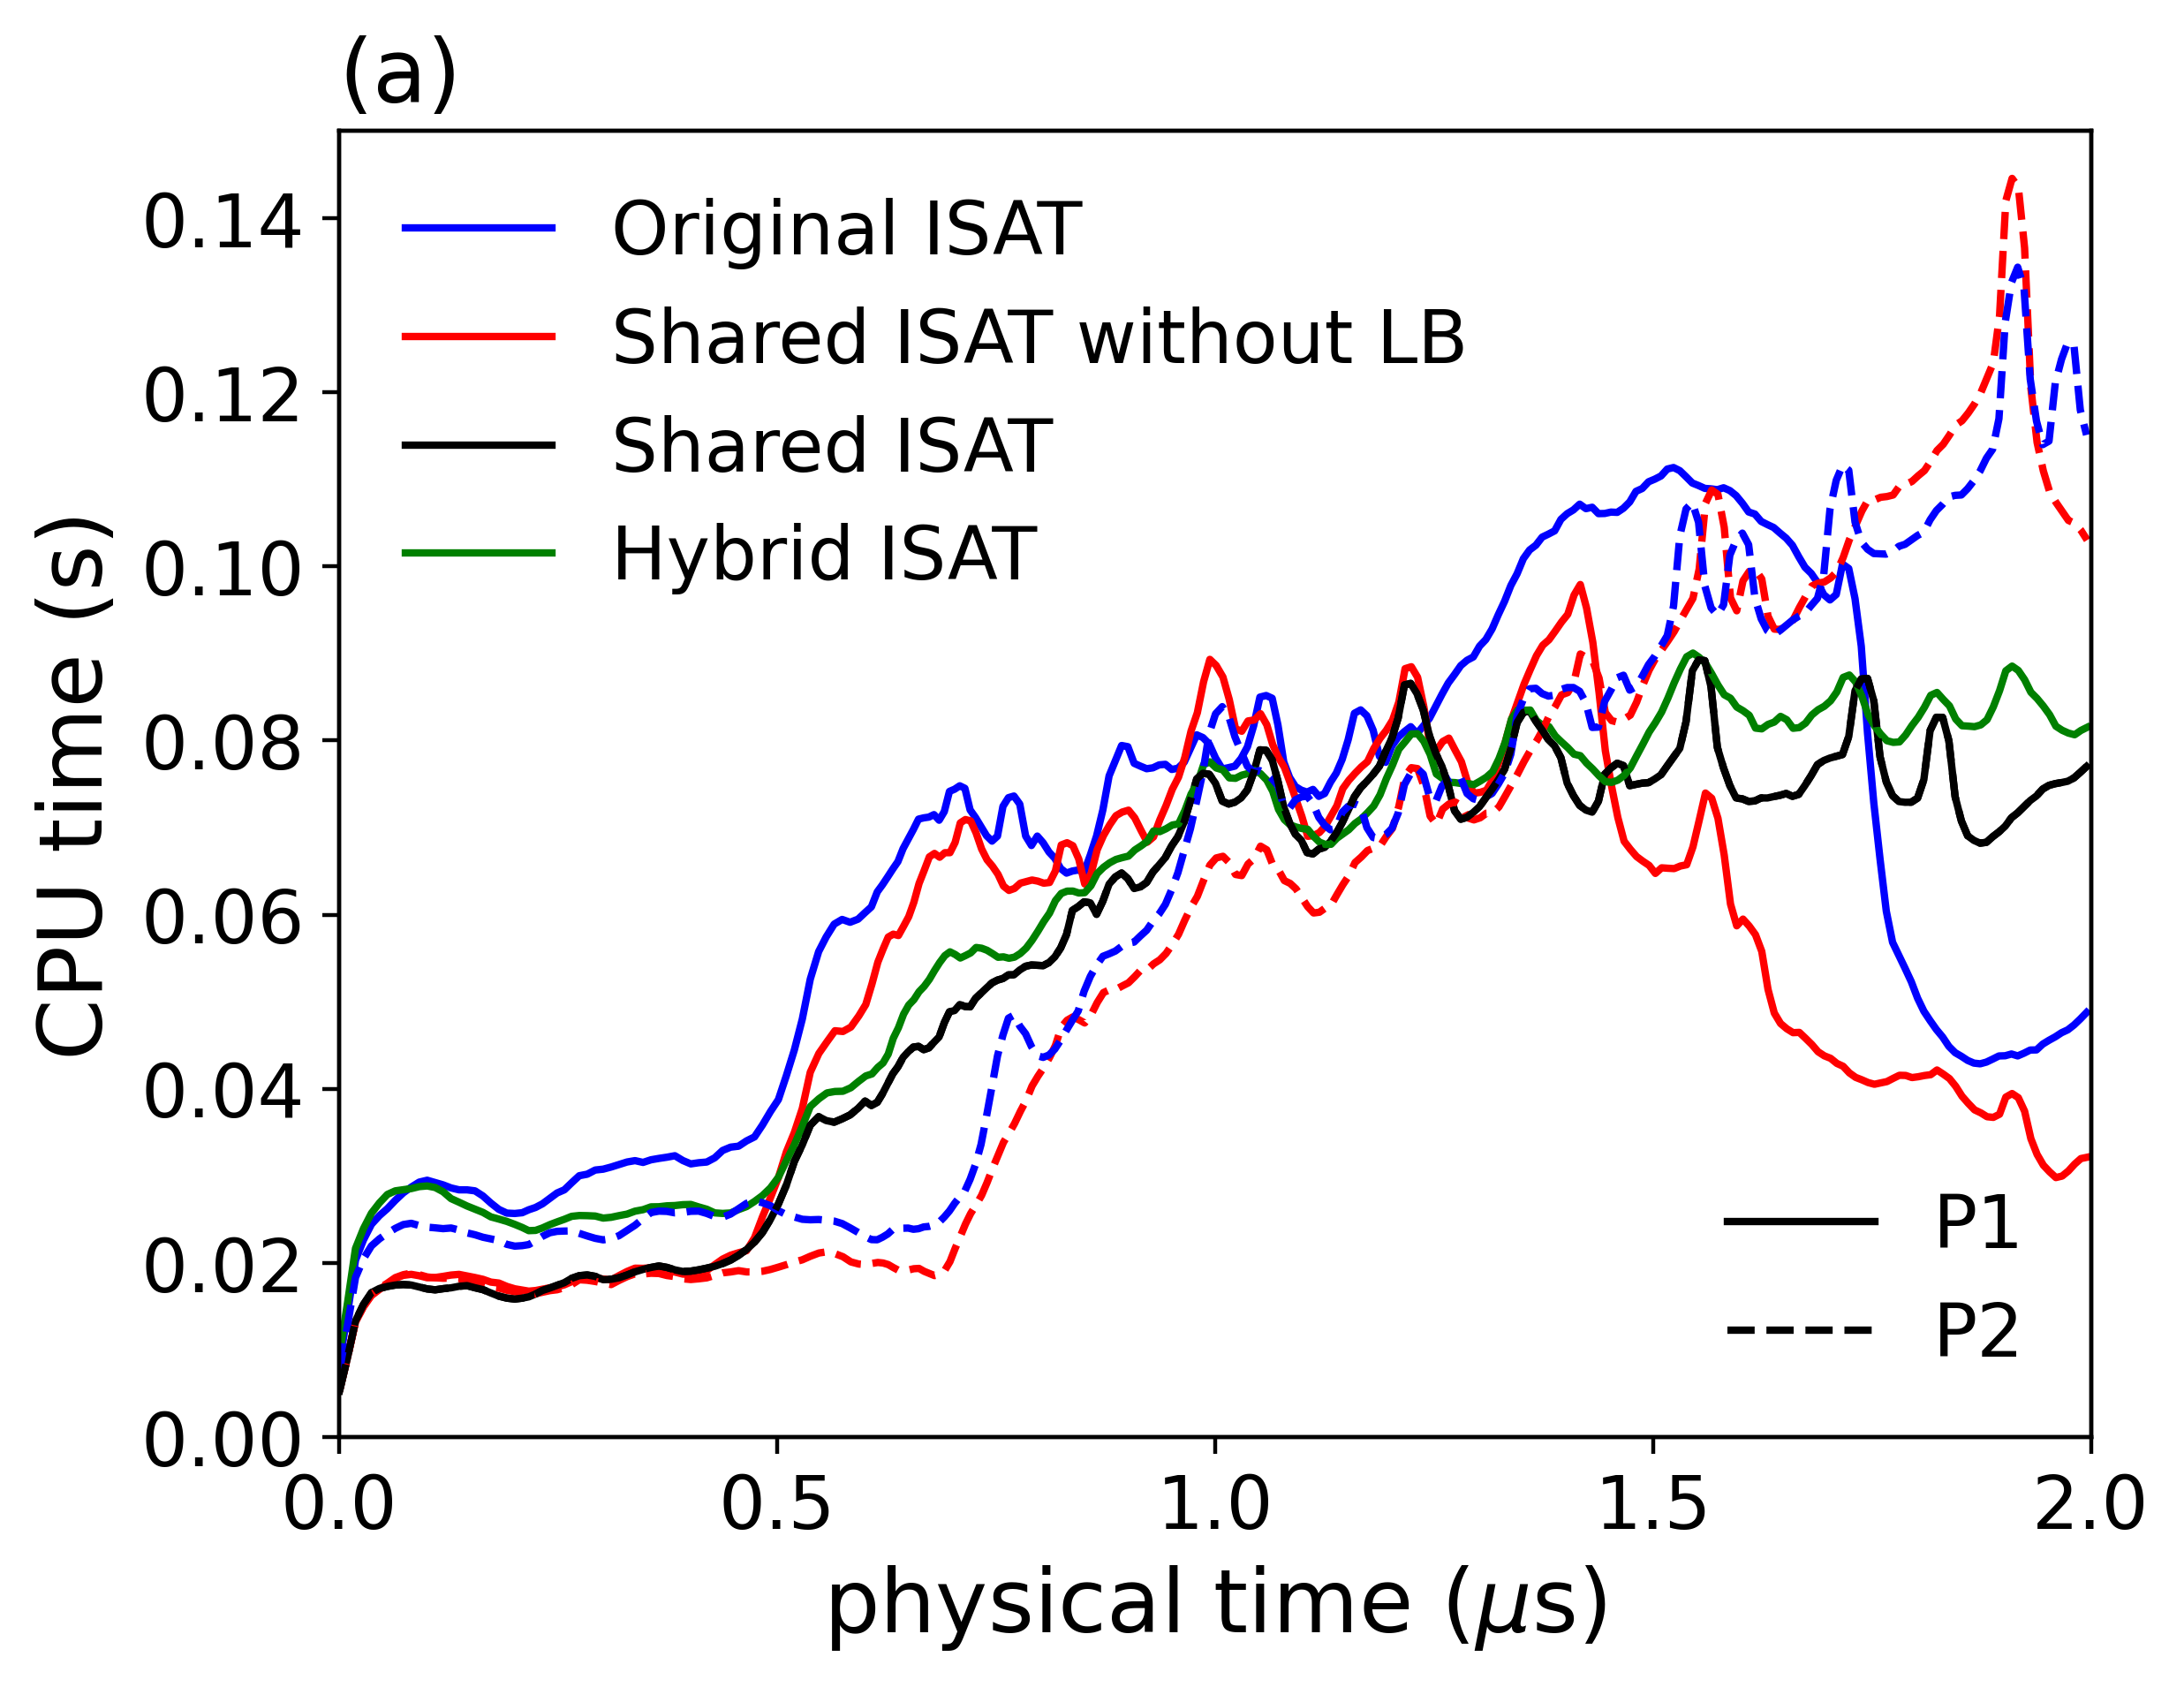 (a)
CPU time (s)
0.14
0.12
0.10
0.08
0.06
0.04
0.02
0.00
Original ISAT
Shared ISAT without LB
Shared ISAT
Hybrid ISAT
P1
P2
0.0 0.5 1.0 1.5 2.0
physical time (μs)